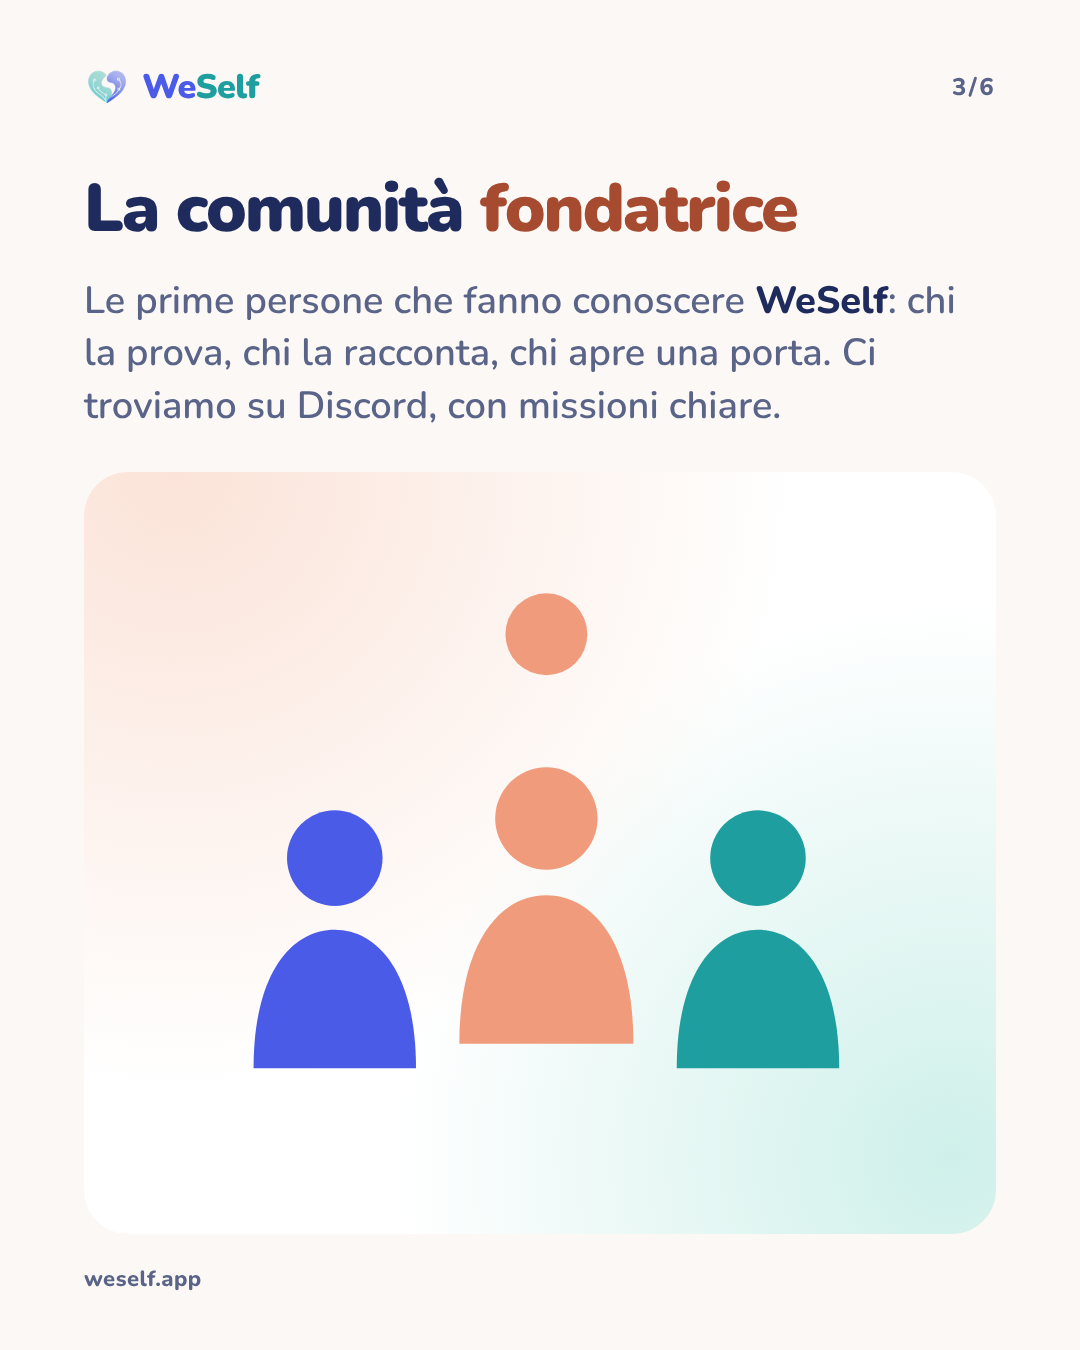 WeSelf
3/6
La comunità fondatrice
Le prime persone che fanno conoscere WeSelf: chi
la prova, chi la racconta, chi apre una porta. Ci
troviamo su Discord, con missioni chiare.
weself.app